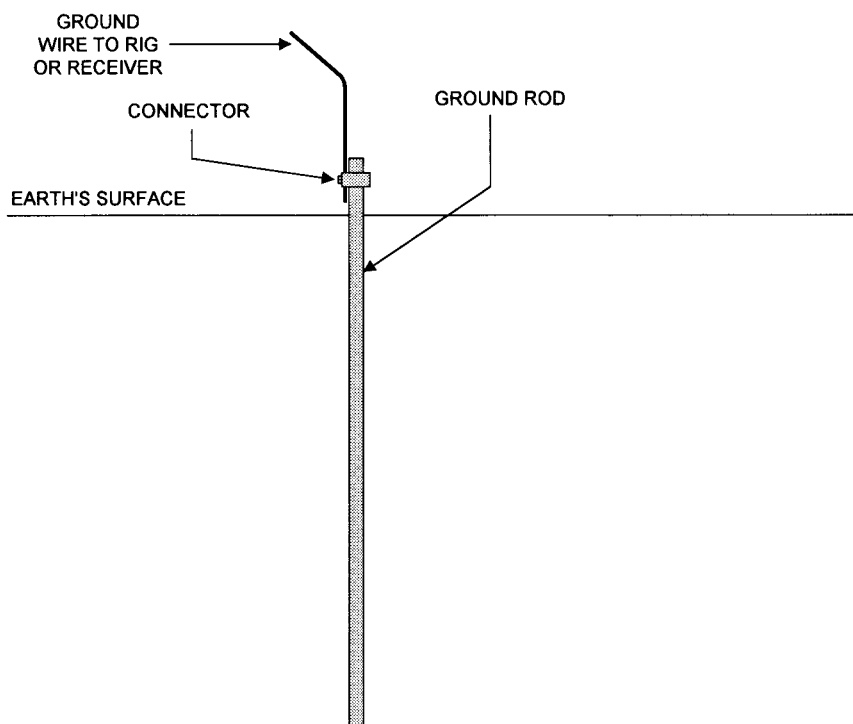 GROUND
WIRE TO RIG
OR RECEIVER
CONNECTOR
GROUND ROD
EARTH'S SURFACE